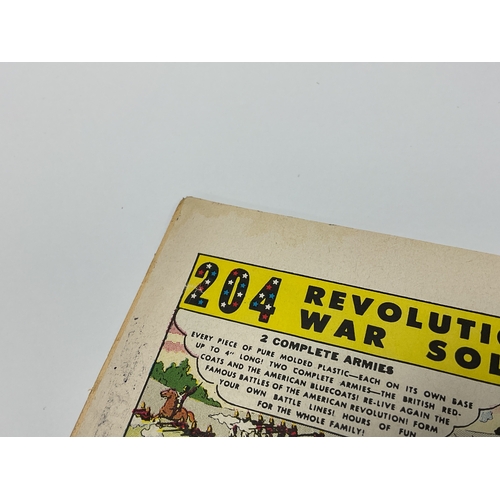 204 REVOLUTIO
WAR SOL
2 COMPLETE ARMIES
EVERY PIECE OF PURE MOLDED PLASTIC—EACH ON ITS OWN BASE
UP TO 4" LONG! TWO COMPLETE ARMIES—THE BRITISH RED-
COATS AND THE AMERICAN BLUECOATS! RE-LIVE AGAIN THE
FAMOUS BATTLES OF THE AMERICAN REVOLUTION! FORM
YOUR OWN BATTLE LINES! HOURS OF FUN
FOR THE WHOLE FAMILY!